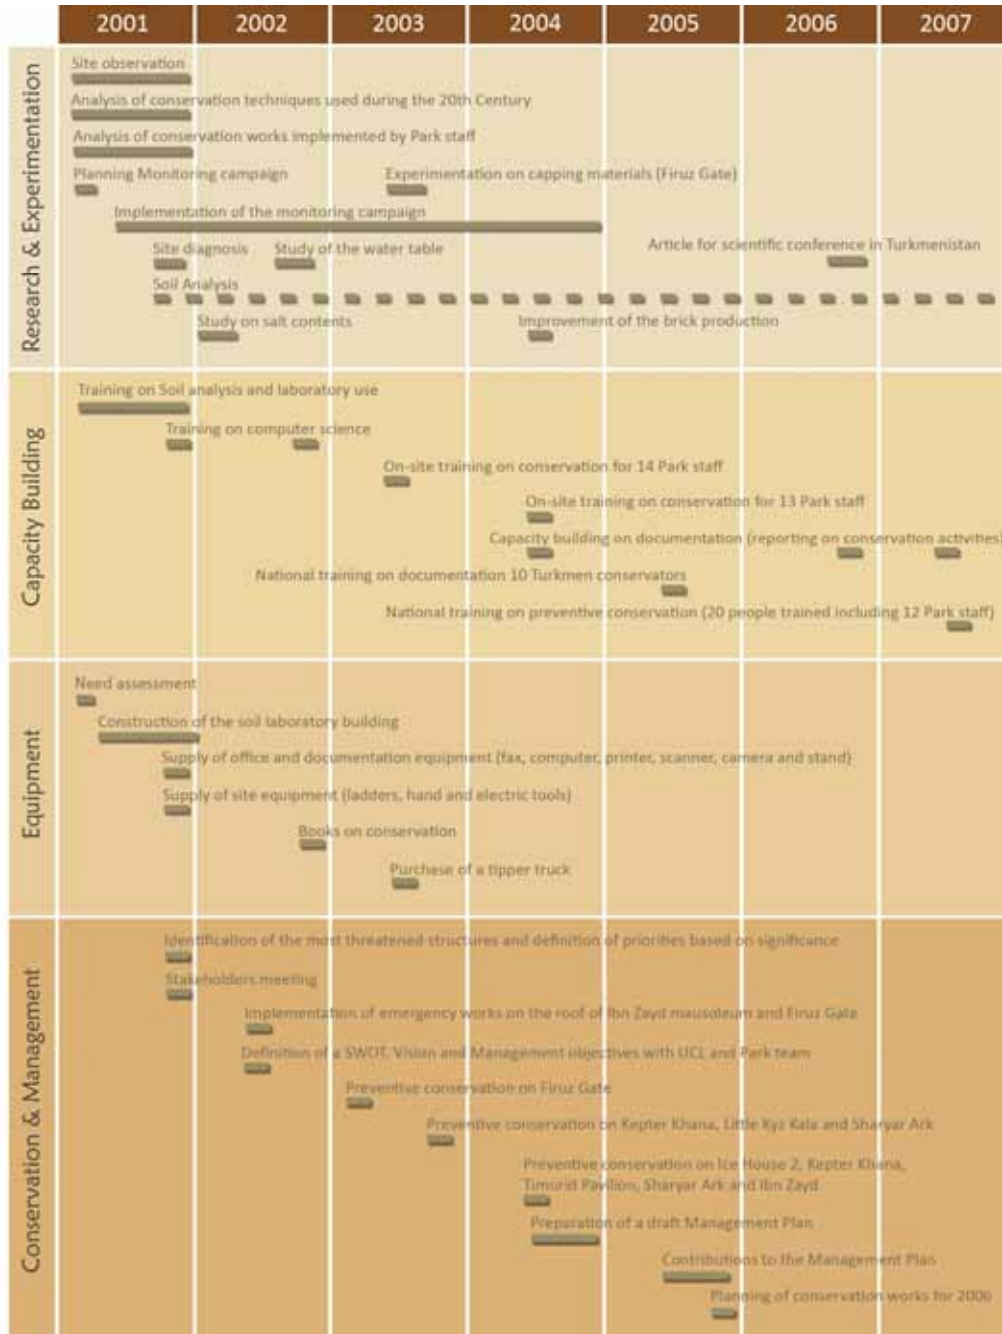 2001 2002 2003 2004 2005 2006 2007
Research & Experimentation
Site observation
Analysis of conservation techniques used during the 20th Century
Analysis of conservation works implemented by Park staff
Planning Monitoring campaign
Experimentation on capping materials (Firuz Gate)
Implementation of the monitoring campaign
Site diagnosis
Study of the water table
Article for scientific conference in Turkmenistan
Soil Analysis
Study on salt contents
Improvement of the brick production
Capacity Building
Training on Soil analysis and laboratory use
Training on computer science
On-site training on conservation for 14 Park staff
On-site training on conservation for 13 Park staff
Capacity building on documentation (reporting on conservation activities)
National training on documentation 10 Turkmen conservators
National training on preventive conservation (20 people trained including 12 Park staff)
Equipment
Need assessment
Construction of the soil laboratory building
Supply of office and documentation equipment (fax, computer, printer, scanner, camera and stand)
Supply of site equipment (ladders, hand and electric tools)
Books on conservation
Purchase of a tipper truck
Conservation & Management
Identification of the most threatened structures and definition of priorities based on significance
Stakeholders meeting
Implementation of emergency works on the roof of Ibn Zayd mausoleum and Firuz Gate
Definition of a SWOT, Vision and Management objectives with UCL and Park team
Preventive conservation on Firuz Gate
Preventive conservation on Kepter Khana, Little Kyz Kala and Sharyar Ark
Preventive conservation on Ice House 2, Kepter Khana,
Timurid Pavilion, Sharyar Ark and Ibn Zayd
Preparation of a draft Management Plan
Contributions to the Management Plan
Planning of conservation works for 2006